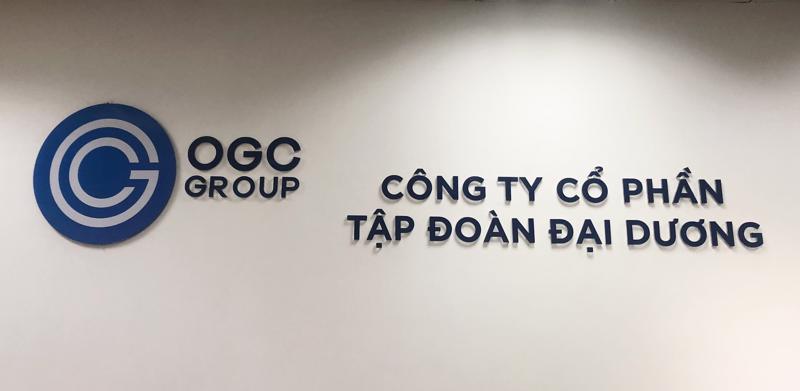 OGC
GROUP
CÔNG TY CỔ PHẦN
TẬP ĐOÀN ĐẠI DƯƠNG